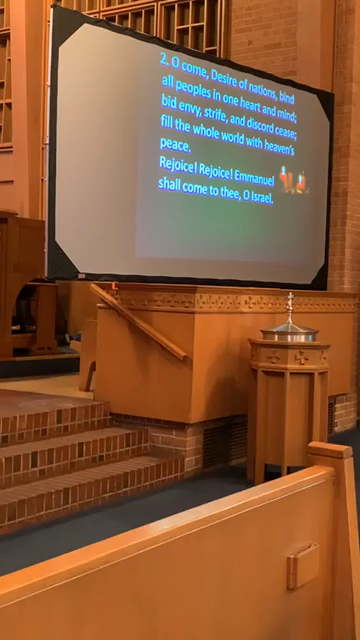 2. O come, Desire of nations, bind
all peoples in one heart and mind;
bid envy, strife, and discord cease;
fill the whole world with heaven's
peace.
Rejoice! Rejoice! Emmanuel
shall come to thee, O Israel.